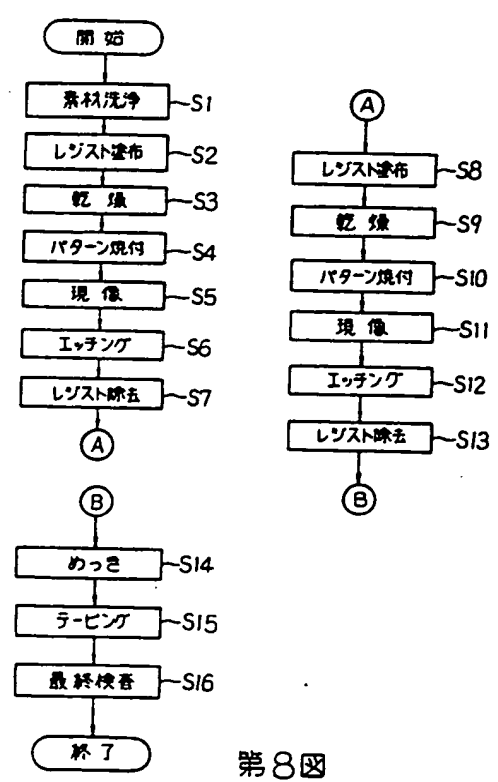 開始
素材洗浄 S1
レジスト塗布 S2
乾燥 S3
パターン焼付 S4
現像 S5
エッチング S6
レジスト除去 S7
A
A
レジスト塗布 S8
乾燥 S9
パターン焼付 S10
現像 S11
エッチング S12
レジスト除去 S13
B
B
めっき S14
テーピング S15
最終検査 S16
終了
第8図